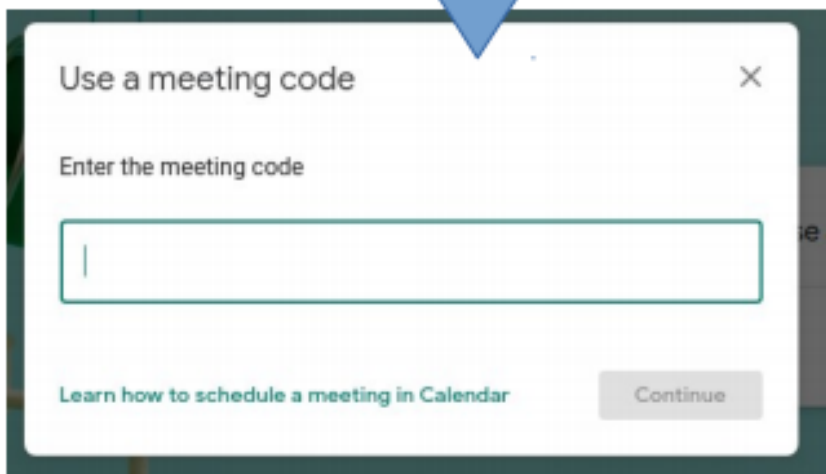 Use a meeting code
Enter the meeting code
Learn how to schedule a meeting in Calendar
Continue